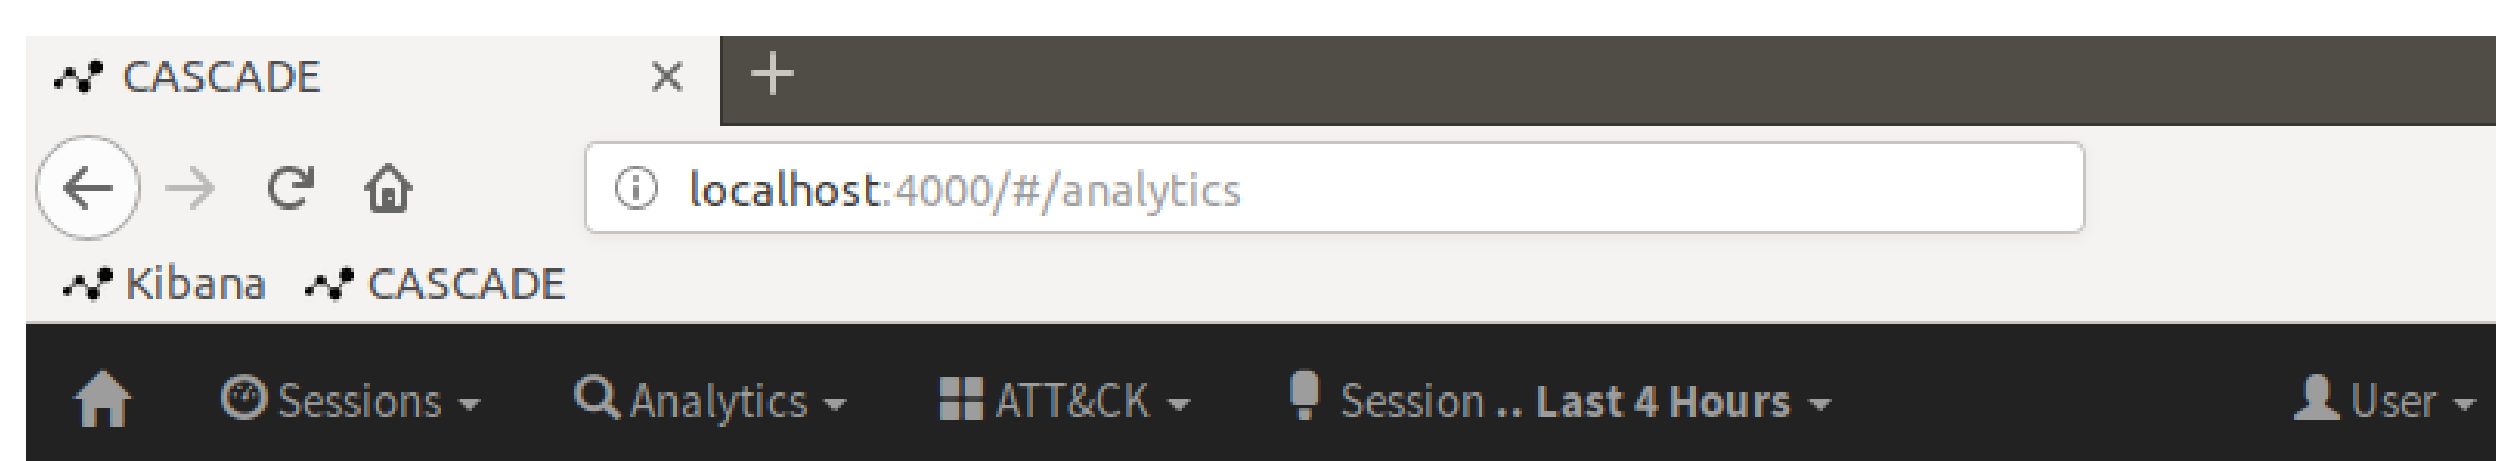 CASCADE
localhost:4000/#/analytics
Kibana CASCADE
Sessions Analytics ATT&CK Session .. Last 4 Hours User